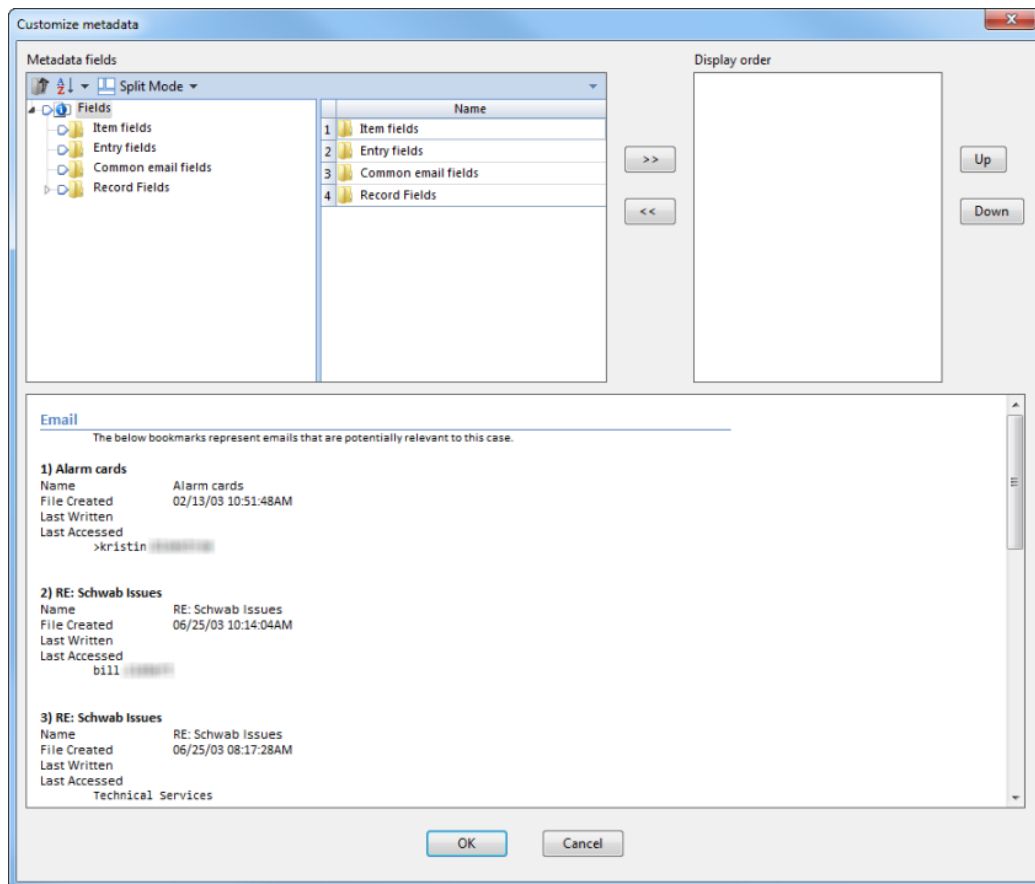 Customize metadata
Metadata fields
Display order
Split Mode
Fields
Item fields
Entry fields
Common email fields
Record Fields
Name
1 Item fields
2 Entry fields
3 Common email fields
4 Record Fields
>>
<<
Up
Down
Email
The below bookmarks represent emails that are potentially relevant to this case.
1) Alarm cards
Name Alarm cards
File Created 02/13/03 10:51:48AM
Last Written
Last Accessed
>kristin
2) RE: Schwab Issues
Name RE: Schwab Issues
File Created 06/25/03 10:14:04AM
Last Written
Last Accessed
bill
3) RE: Schwab Issues
Name RE: Schwab Issues
File Created 06/25/03 08:17:28AM
Last Written
Last Accessed
Technical Services
OK
Cancel